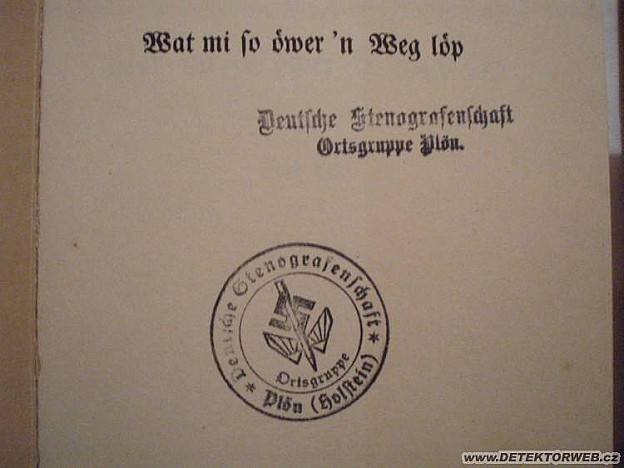 Wat mi so öwer 'n Weg löp
Deutsche Stenografenschaft
Ortsgruppe Plön.
* Deutsche Stenografenschaft *
Ortsgruppe
Plön (Holstein)
www.DETEKTORWEB.cz